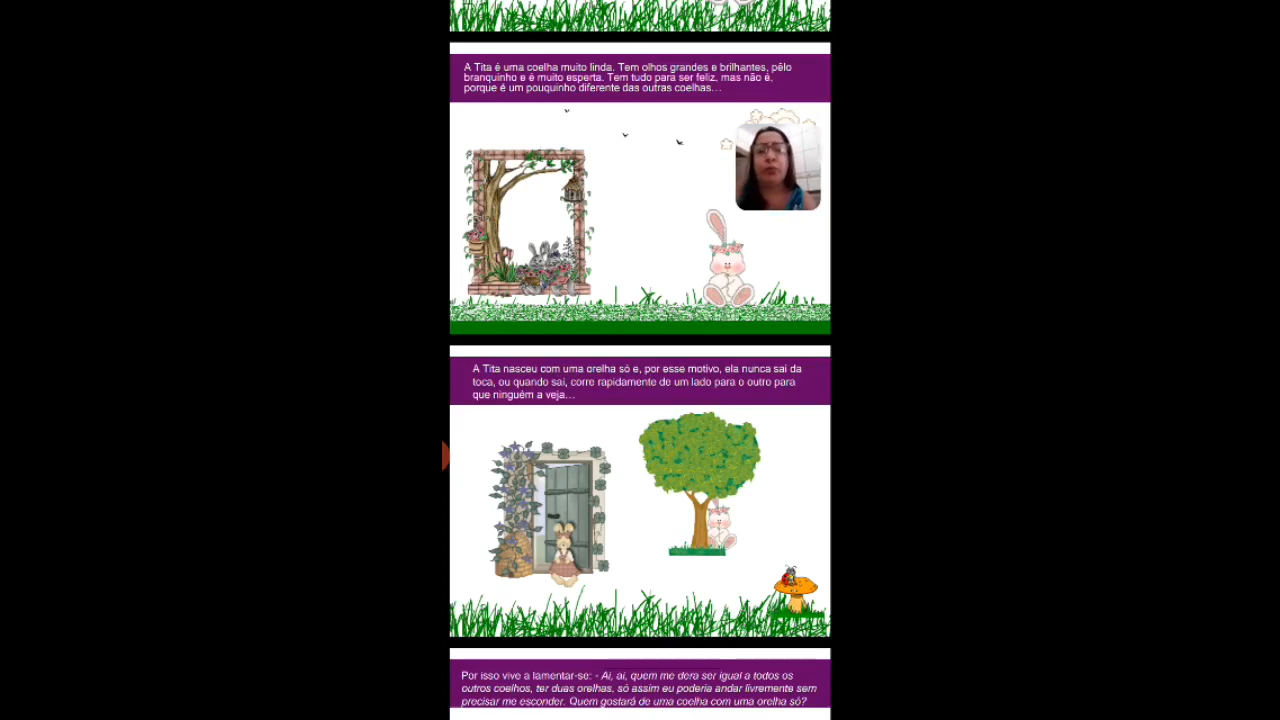 A Tita é uma coelha muito linda. Tem olhos grandes e brilhantes, pêlo
branquinho e é muito esperta. Tem tudo para ser feliz, mas não é,
porque é um pouquinho diferente das outras coelhas…
A Tita nasceu com uma orelha só e, por esse motivo, ela nunca sai da
toca, ou quando sai, corre rapidamente de um lado para o outro para
que ninguém a veja…
Por isso vive a lamentar-se: - Ai, ai, quem me dera ser igual a todos os
outros coelhos, ter duas orelhas, só assim eu poderia andar livremente sem
precisar me esconder. Quem gostará de uma coelha com uma orelha só?